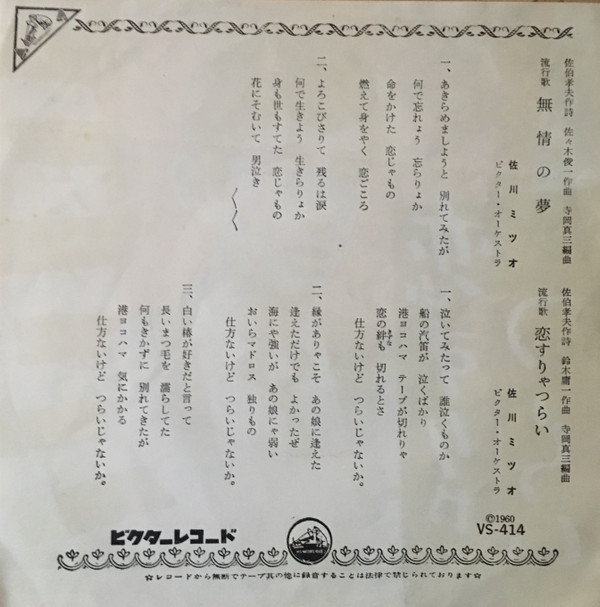 佐伯孝夫作詩 佐々木俊一作曲 寺岡真三編曲
流行歌 無情の夢
佐川ミツオ
ビクター・オーケストラ
一、あきらめましようと 別れてみたが
何で忘れよう 忘らりよか
命をかけた 恋じゃもの
燃えて身をやく 恋ごころ
二、よろこびさりて 残るは涙
何で生きよう 生きらりょか
身も世もすてた 恋じゃもの
花にそむいて 男泣き
佐伯孝夫作詩 鈴木庸一作曲 寺岡真三編曲
流行歌 恋すりゃつらい
佐川ミツオ
ビクター・オーケストラ
一、泣いてみたって 誰泣くものか
船の汽笛が 泣くばかり
港ヨコハマ テープが切れりゃ
恋の絆も 切れるとさ
仕方ないけど つらいじゃないか。
二、縁がありゃこそ あの娘に逢えた
逢えただけでも よかったぜ
海にや強いが あの娘にゃ弱い
おいらマドロス 独りもの
仕方ないけど つらいじゃないか。
三、白い椿が好きだと言って
長いまつ毛を 濡らしてた
何もきかずに 別れてきたが
港ヨコハマ 気にかかる
仕方ないけど つらいじゃないか。
Ⓒ1960
VS-414
ビクターレコード
☆レコードから無断でテープ其の他に録音することは法律で禁じられております☆